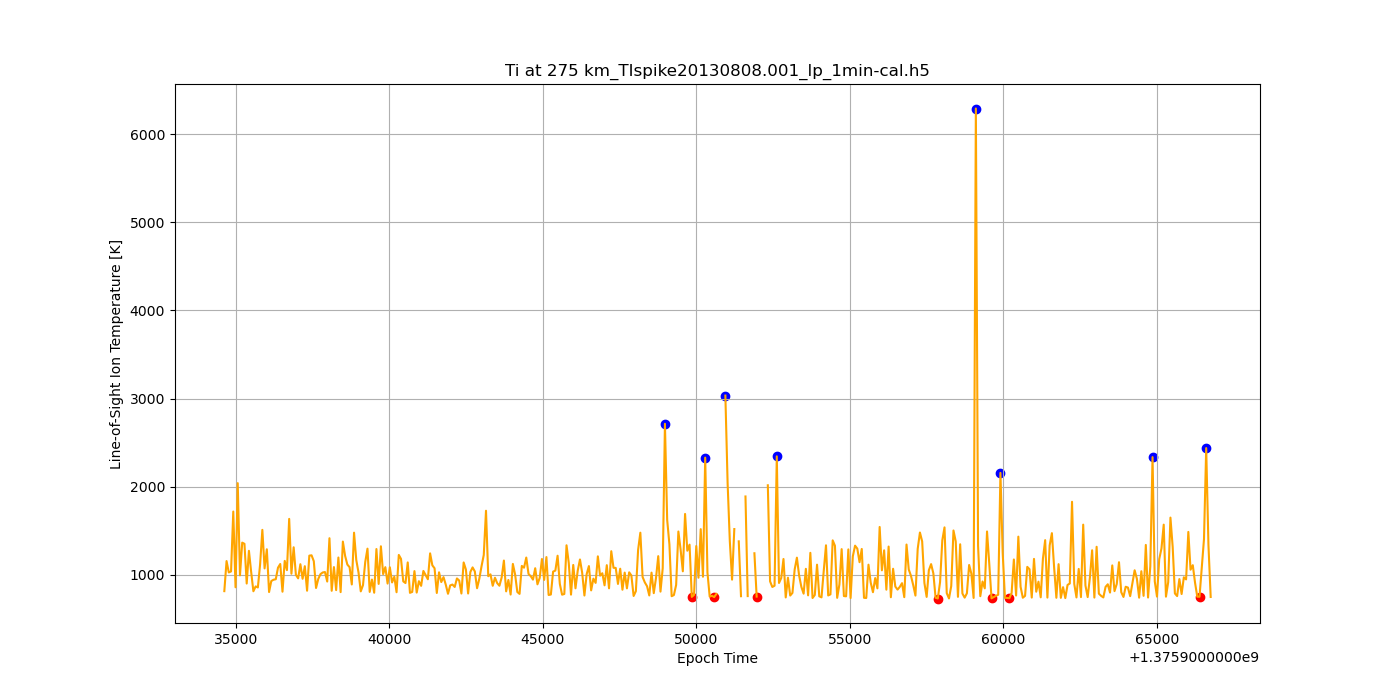 Ti at 275 km_TIspike20130808.001_lp_1min-cal.h5
Line-of-Sight Ion Temperature [K]
6000
5000
4000
3000
2000
1000
35000 40000 45000 50000 55000 60000 65000
Epoch Time
+1.3759000000e9